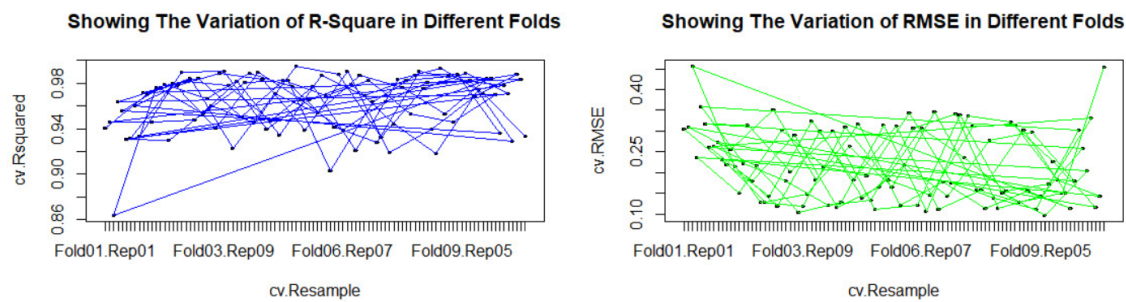 Showing The Variation of R-Square in Different Folds
cv.Rsquared
0.98
0.94
0.90
0.86
Fold01.Rep01 Fold03.Rep09 Fold06.Rep07 Fold09.Rep05
cv.Resample
Showing The Variation of RMSE in Different Folds
cv.RMSE
0.40
0.25
0.10
Fold01.Rep01 Fold03.Rep09 Fold06.Rep07 Fold09.Rep05
cv.Resample